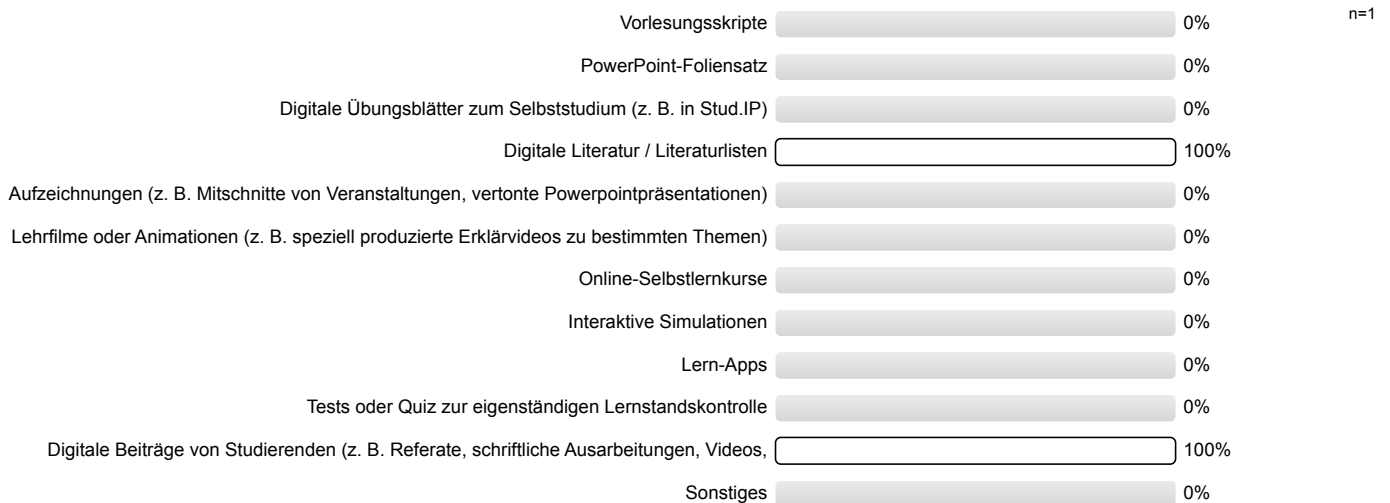 Vorlesungsskripte 0% n=1
PowerPoint-Foliensatz 0%
Digitale Übungsblätter zum Selbststudium (z. B. in Stud.IP) 0%
Digitale Literatur / Literaturlisten 100%
Aufzeichnungen (z. B. Mitschnitte von Veranstaltungen, vertonte Powerpointpräsentationen) 0%
Lehrfilme oder Animationen (z. B. speziell produzierte Erklärvideos zu bestimmten Themen) 0%
Online-Selbstlernkurse 0%
Interaktive Simulationen 0%
Lern-Apps 0%
Tests oder Quiz zur eigenständigen Lernstandskontrolle 0%
Digitale Beiträge von Studierenden (z. B. Referate, schriftliche Ausarbeitungen, Videos, 100%
Sonstiges 0%